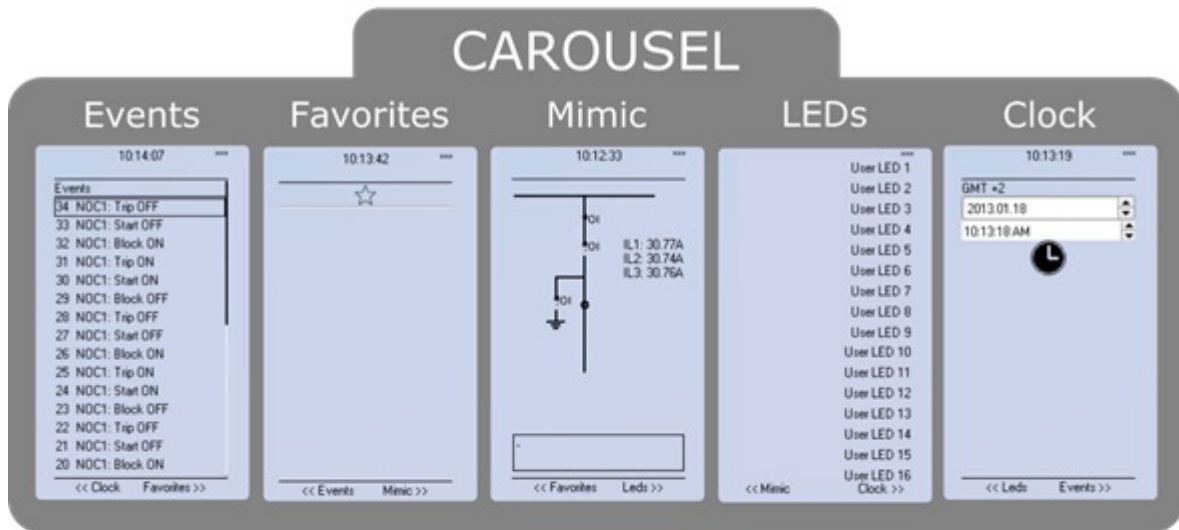 CAROUSEL
Events
Favorites
Mimic
LEDs
Clock
10:14:07
Events
34 NOC1: Trip OFF
33 NOC1: Start OFF
32 NOC1: Block ON
31 NOC1: Trip ON
30 NOC1: Start ON
29 NOC1: Block OFF
28 NOC1: Trip OFF
27 NOC1: Start OFF
26 NOC1: Block ON
25 NOC1: Trip ON
24 NOC1: Start ON
23 NOC1: Block OFF
22 NOC1: Trip OFF
21 NOC1: Start OFF
20 NOC1: Block ON
<< Clock Favorites >>
10:13:42
<< Events Mimic >>
10:12:33
OI
OI
IL1: 30.77A
IL2: 30.74A
IL3: 30.76A
OI
-
<< Favorites Leds >>
User LED 1
User LED 2
User LED 3
User LED 4
User LED 5
User LED 6
User LED 7
User LED 8
User LED 9
User LED 10
User LED 11
User LED 12
User LED 13
User LED 14
User LED 15
User LED 16
<< Mimic Clock >>
10:13:19
GMT +2
2013.01.18
10:13:18 AM
<< Leds Events >>